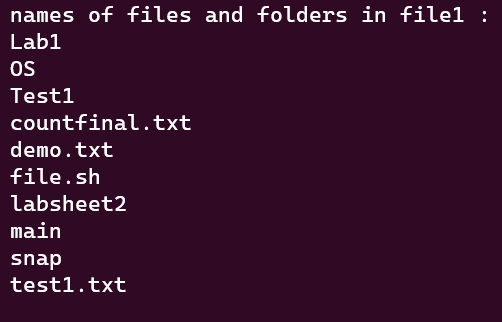 names of files and folders in file1 :
Lab1
OS
Test1
countfinal.txt
demo.txt
file.sh
labsheet2
main
snap
test1.txt